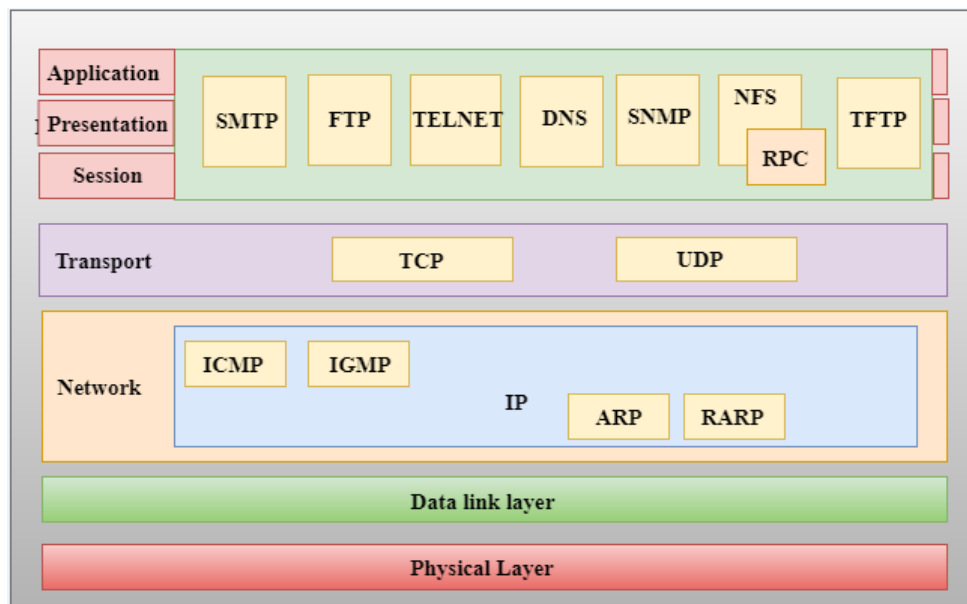 Application
Presentation
Session
SMTP
FTP
TELNET
DNS
SNMP
NFS
RPC
TFTP
Transport
TCP
UDP
Network
ICMP
IGMP
IP
ARP
RARP
Data link layer
Physical Layer